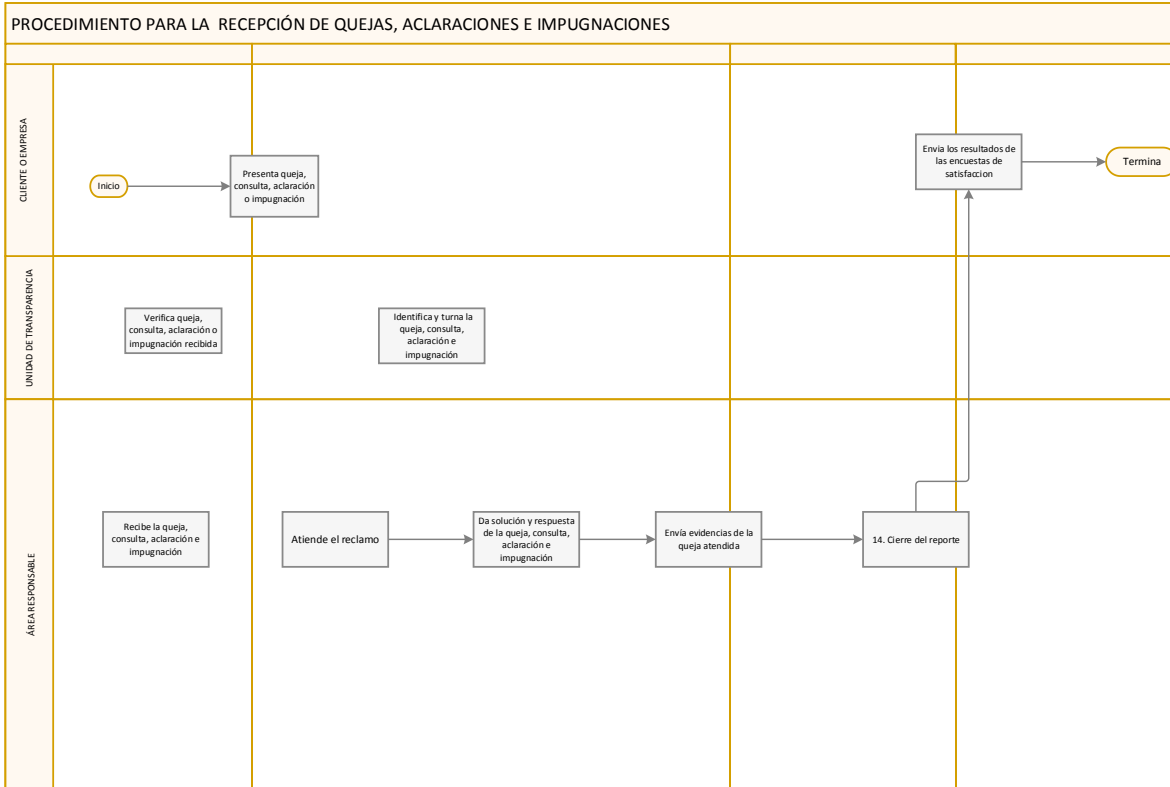 PROCEDIMIENTO PARA LA  RECEPCIÓN DE QUEJAS, ACLARACIONES E IMPUGNACIONES
CLIENTE O EMPRESA
Inicio
Presenta queja,
consulta, aclaración
o impugnación
Envia los resultados de
las encuestas de
satisfaccion
Termina
UNIDAD DE TRANSPARENCIA
Verifica queja,
consulta, aclaración o
impugnación recibida
Identifica y turna la
queja, consulta,
aclaración e
impugnación
ÁREA RESPONSABLE
Recibe la queja,
consulta, aclaración e
impugnación
Atiende el reclamo
Da solución y respuesta
de la queja, consulta,
aclaración e
impugnación
Envía evidencias de la
queja atendida
14. Cierre del reporte